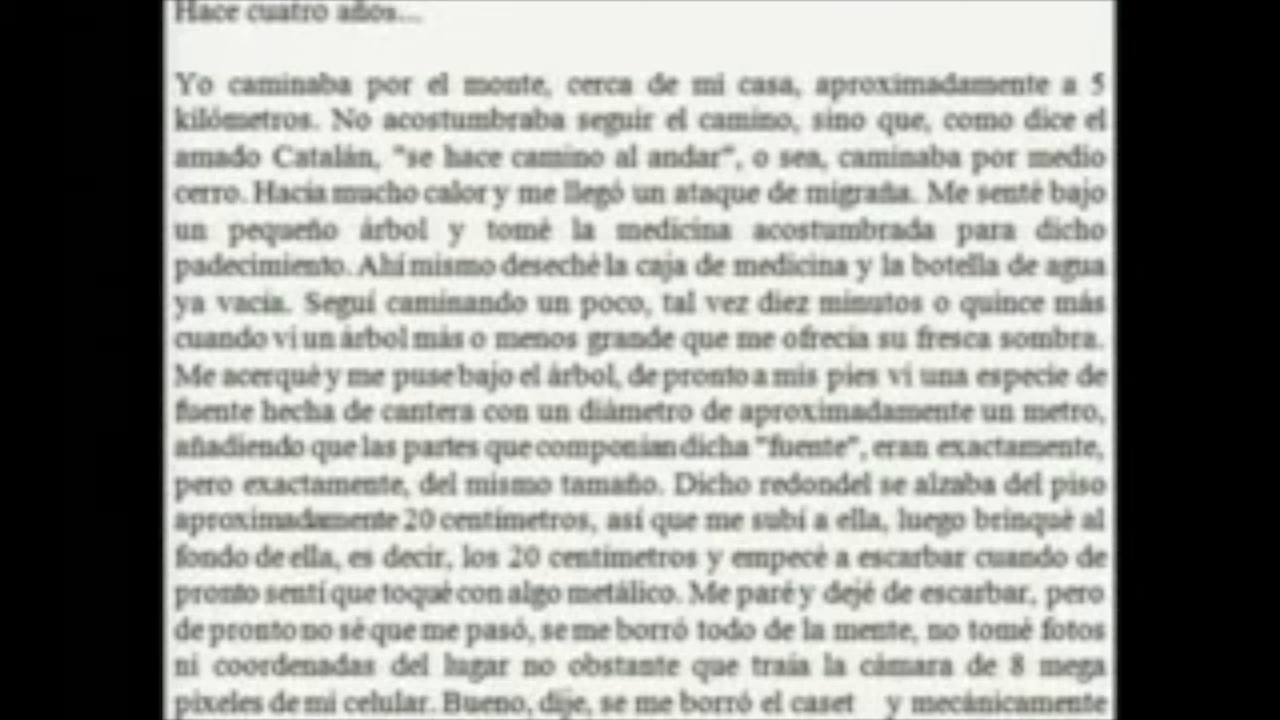 Hace cuatro años...
Yo caminaba por el monte, cerca de mi casa, aproximadamente a 5
kilómetros. No acostumbraba seguir el camino, sino que, como dice el
amado Catalán, "se hace camino al andar", o sea, caminaba por medio
cerro. Hacia mucho calor y me llegó un ataque de migraña. Me senté bajo
un pequeño árbol y tomé la medicina acostumbrada para dicho
padecimiento. Ahí mismo deseché la caja de medicina y la botella de agua
ya vacía. Seguí caminando un poco, tal vez diez minutos o quince más
cuando vi un árbol más o menos grande que me ofrecía su fresca sombra.
Me acerqué y me puse bajo el árbol, de pronto a mis pies vi una especie de
fuente hecha de cantera con un diámetro de aproximadamente un metro,
añadiendo que las partes que componían dicha "fuente", eran exactamente,
pero exactamente, del mismo tamaño. Dicho redondel se alzaba del piso
aproximadamente 20 centímetros, así que me subí a ella, luego brinqué al
fondo de ella, es decir, los 20 centímetros y empecé a escarbar cuando de
pronto sentí que toqué con algo metálico. Me paré y dejé de escarbar, pero
de pronto no sé que me pasó, se me borró todo de la mente, no tomé fotos
ni coordenadas del lugar no obstante que traía la cámara de 8 mega
pixeles de mi celular. Bueno, dije, se me borró el caset y mecánicamente